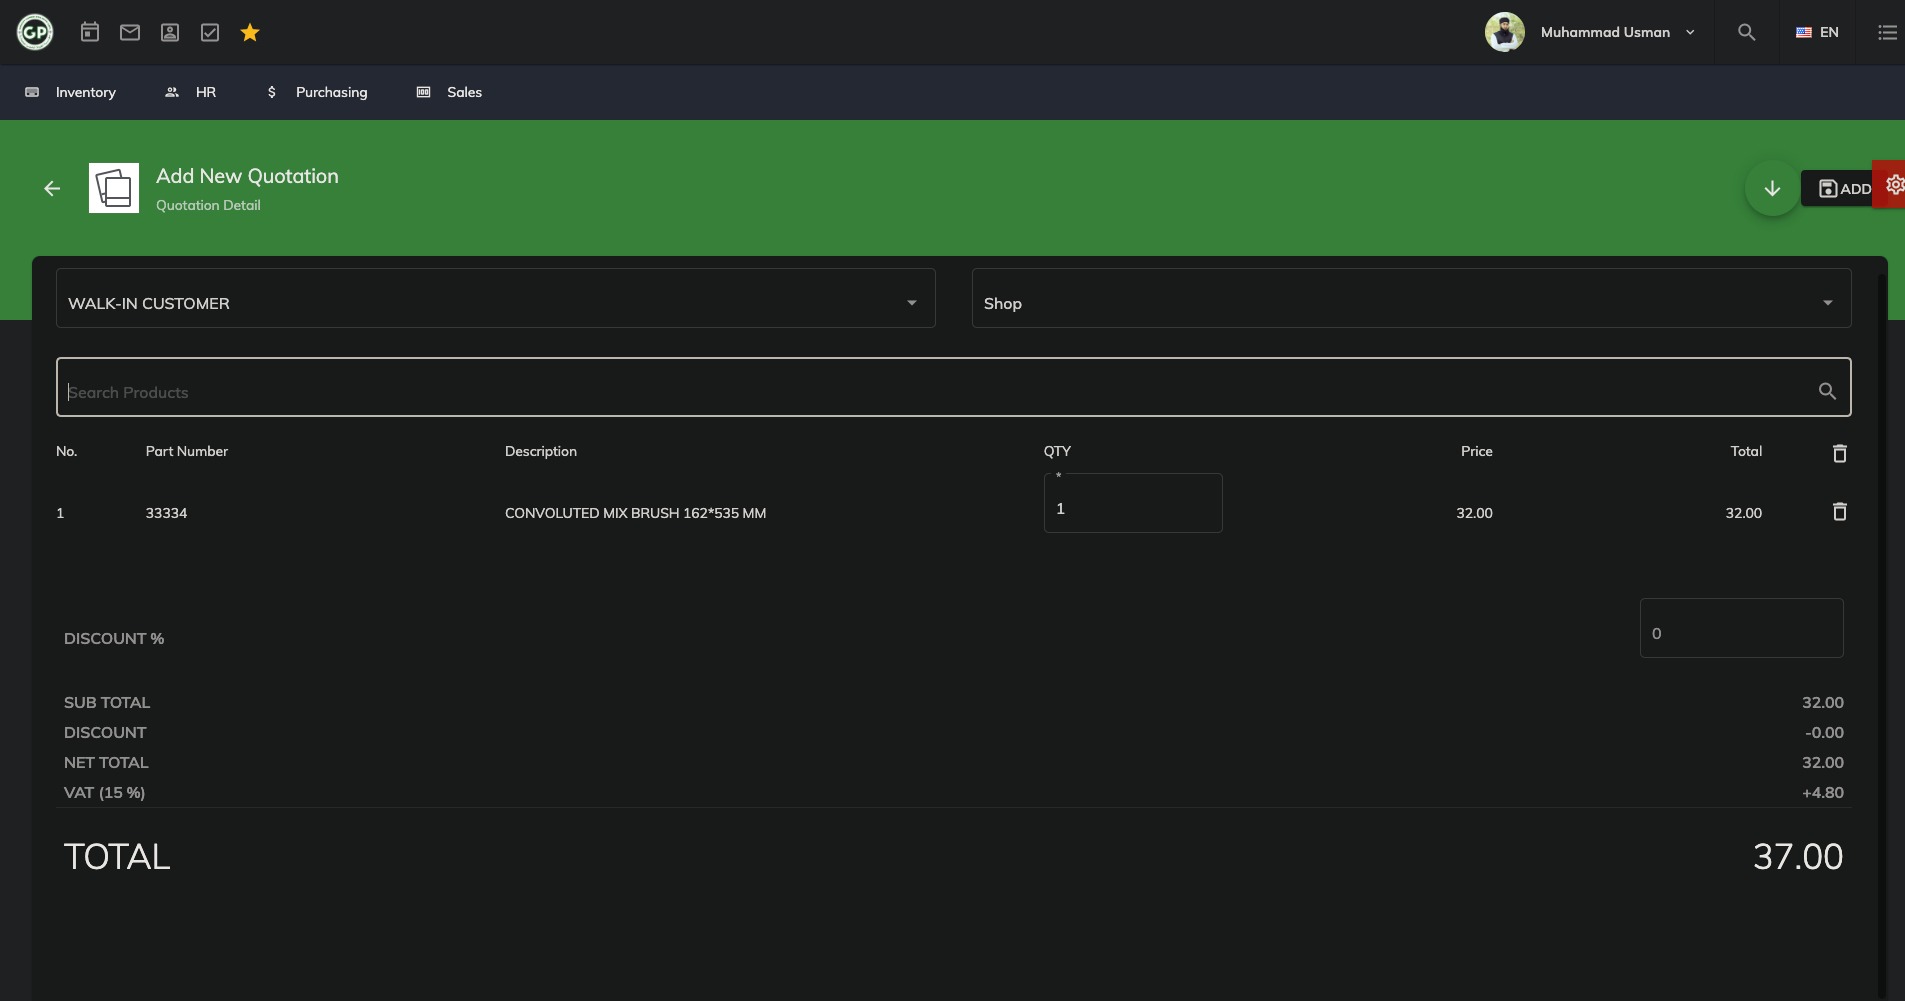 GP
Muhammad Usman
EN
Inventory
HR
Purchasing
Sales
Add New Quotation
Quotation Detail
ADD
WALK-IN CUSTOMER
Shop
Search Products
No. Part Number Description QTY Price Total
*
1 33334 CONVOLUTED MIX BRUSH 162*535 MM 1 32.00 32.00
DISCOUNT % 0
SUB TOTAL 32.00
DISCOUNT -0.00
NET TOTAL 32.00
VAT (15 %) +4.80
TOTAL 37.00